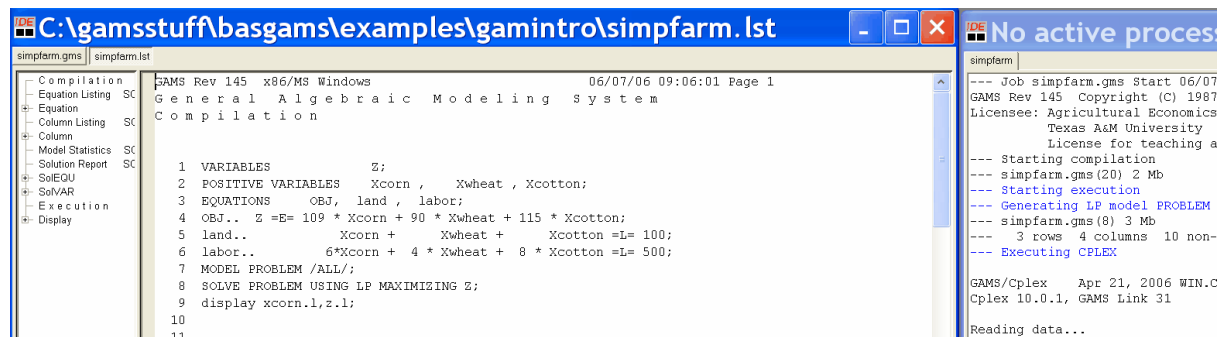 C:\gamsstuff\basgams\examples\gamintro\simpfarm.lst
simpfarm.gms simpfarm.lst
Compilation
Equation Listing SC
Equation
Column Listing SC
Column
Model Statistics SC
Solution Report SC
SolEQU
SolVAR
Execution
Display
GAMS Rev 145 x86/MS Windows 06/07/06 09:06:01 Page 1
G e n e r a l A l g e b r a i c M o d e l i n g S y s t e m
C o m p i l a t i o n
1 VARIABLES Z;
2 POSITIVE VARIABLES Xcorn , Xwheat , Xcotton;
3 EQUATIONS OBJ, land , labor;
4 OBJ.. Z =E= 109 * Xcorn + 90 * Xwheat + 115 * Xcotton;
5 land.. Xcorn + Xwheat + Xcotton =L= 100;
6 labor.. 6*Xcorn + 4 * Xwheat + 8 * Xcotton =L= 500;
7 MODEL PROBLEM /ALL/;
8 SOLVE PROBLEM USING LP MAXIMIZING Z;
9 display xcorn.l,z.l;
10
11
No active process
simpfarm
--- Job simpfarm.gms Start 06/07
GAMS Rev 145 Copyright (C) 1987
Licensee: Agricultural Economics
Texas A&M University
License for teaching a
--- Starting compilation
--- simpfarm.gms(20) 2 Mb
--- Starting execution
--- Generating LP model PROBLEM
--- simpfarm.gms(8) 3 Mb
--- 3 rows 4 columns 10 non-
--- Executing CPLEX
GAMS/Cplex Apr 21, 2006 WIN.C
Cplex 10.0.1, GAMS Link 31
Reading data...